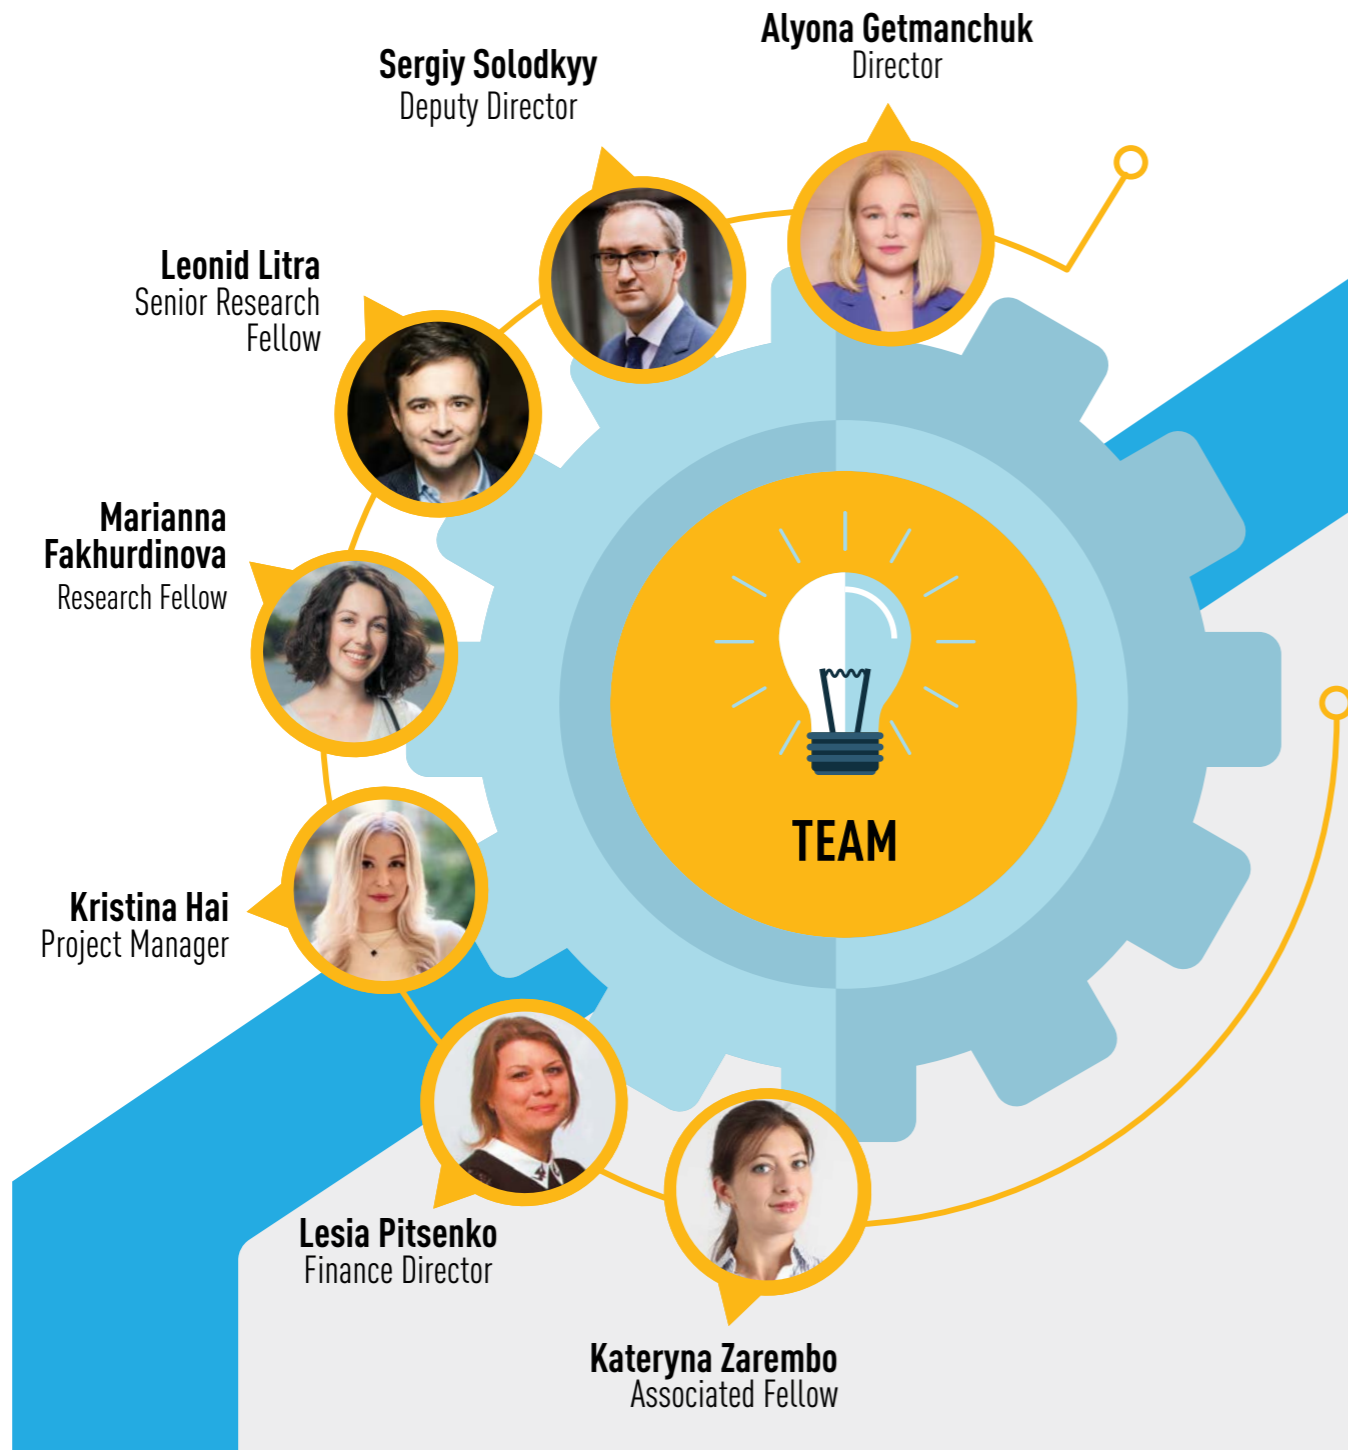 Alyona Getmanchuk
Director
Sergiy Solodkyy
Deputy Director
Leonid Litra
Senior Research
Fellow
Marianna
Fakhurdinova
Research Fellow
Kristina Hai
Project Manager
Lesia Pitsenko
Finance Director
Kateryna Zarembo
Associated Fellow
TEAM